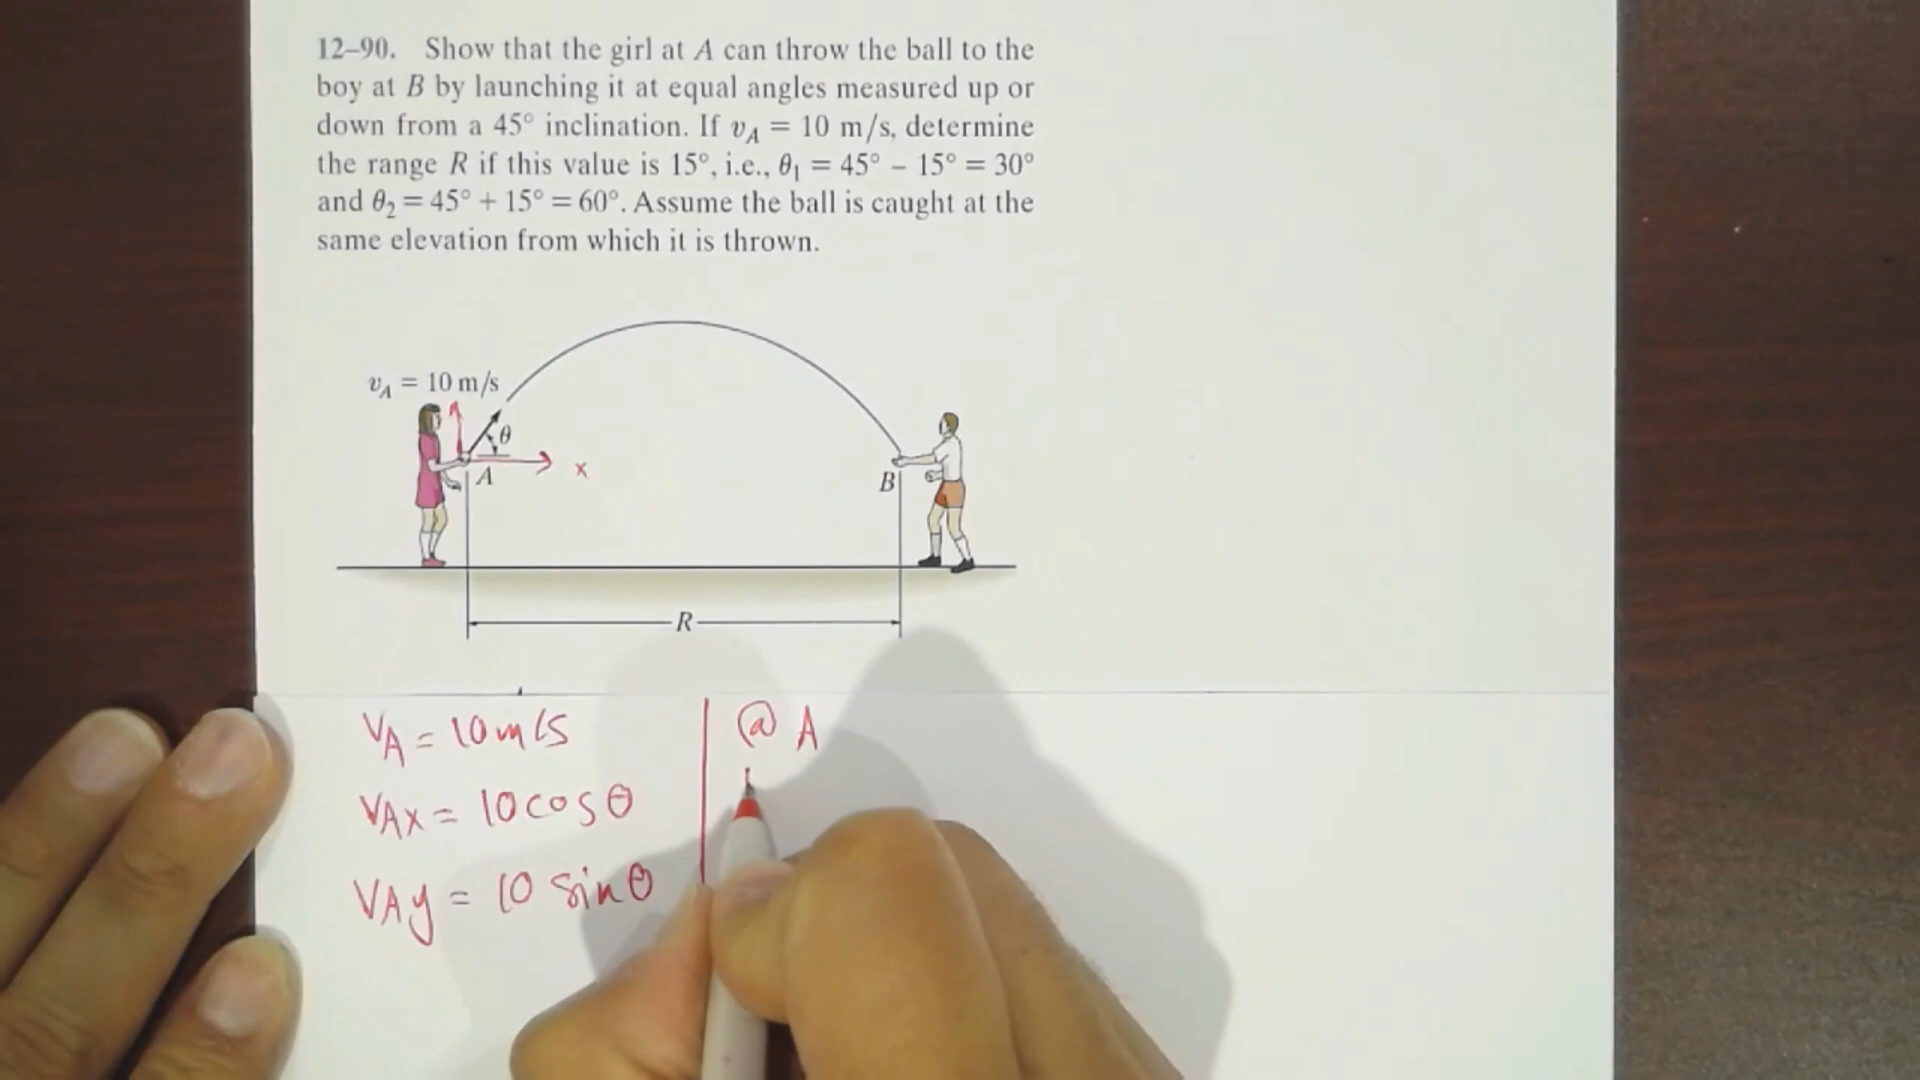 12–90. Show that the girl at A can throw the ball to the
boy at B by launching it at equal angles measured up or
down from a 45° inclination. If v_A = 10 m/s, determine
the range R if this value is 15°, i.e., θ₁ = 45° − 15° = 30°
and θ₂ = 45° + 15° = 60°. Assume the ball is caught at the
same elevation from which it is thrown.
v_A = 10 m/s
θ
x
A
B
R
V_A = 10 m/s
@ A
V_Ax = 10 cos θ
V_Ay = 10 sin θ